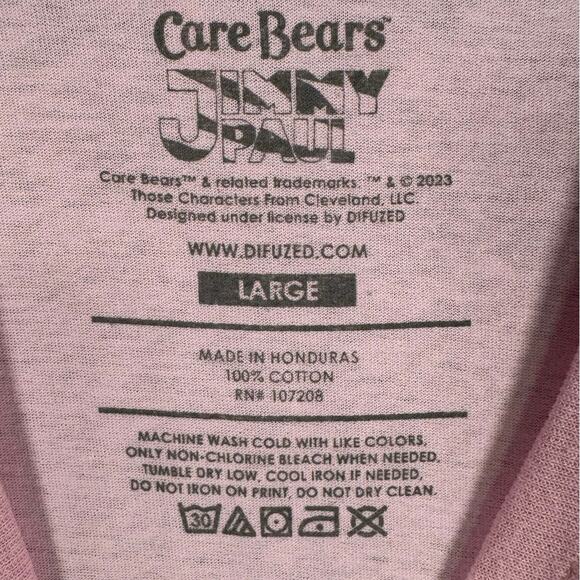 Care Bears™
JIMMY
PAUL
Care Bears™ & related trademarks. ™ & © 2023
Those Characters From Cleveland, LLC.
Designed under license by DIFUZED
WWW.DIFUZED.COM
LARGE
MADE IN HONDURAS
100% COTTON
RN# 107208
MACHINE WASH COLD WITH LIKE COLORS,
ONLY NON-CHLORINE BLEACH WHEN NEEDED.
TUMBLE DRY LOW, COOL IRON IF NEEDED,
DO NOT IRON ON PRINT, DO NOT DRY CLEAN.
30